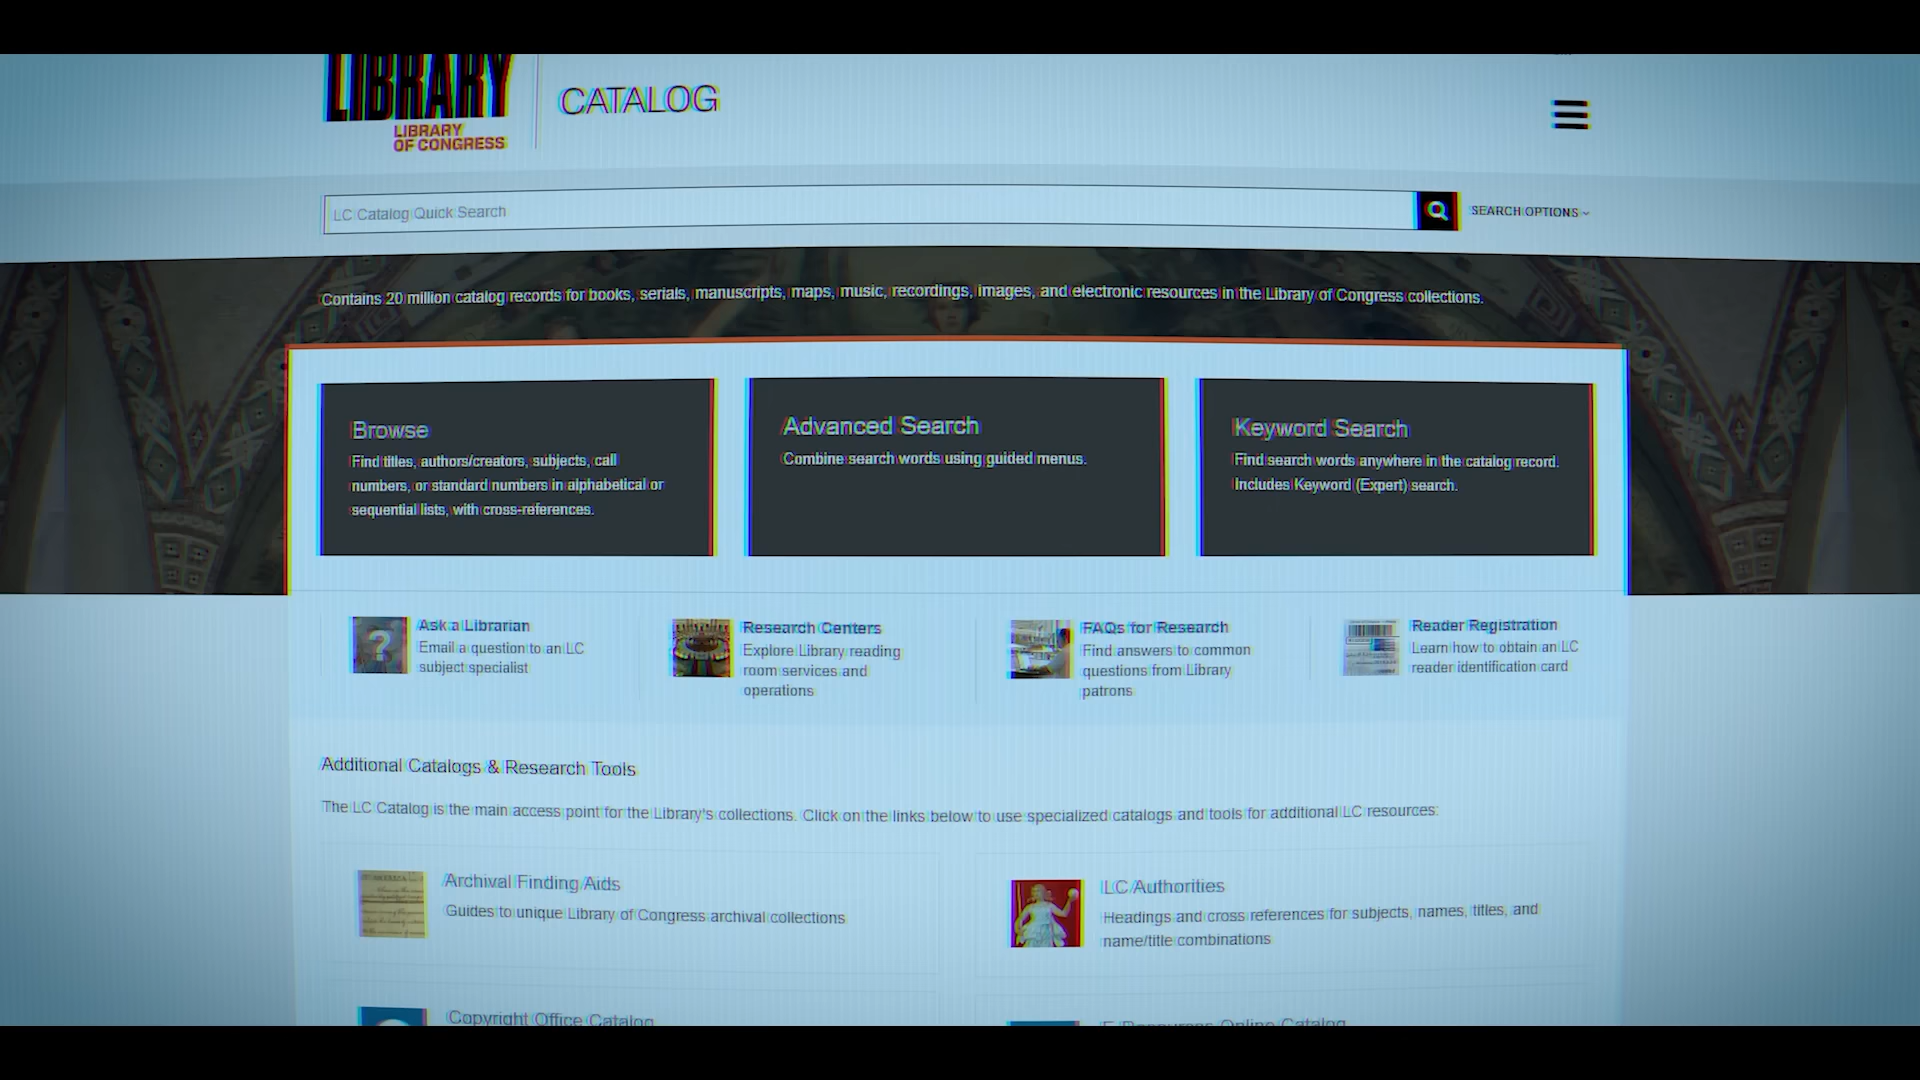 LIBRARY
LIBRARY
OF CONGRESS
CATALOG
LC Catalog Quick Search
SEARCH OPTIONS
Contains 20 million catalog records for books, serials, manuscripts, maps, music, recordings, images, and electronic resources in the Library of Congress collections.
Browse
Find titles, authors/creators, subjects, call
numbers, or standard numbers in alphabetical or
sequential lists, with cross-references.
Advanced Search
Combine search words using guided menus.
Keyword Search
Find search words anywhere in the catalog record.
Includes Keyword (Expert) search.
?
Ask a Librarian
Email a question to an LC
subject specialist
Research Centers
Explore Library reading
room services and
operations
FAQs for Research
Find answers to common
questions from Library
patrons
Reader Registration
Learn how to obtain an LC
reader identification card
Additional Catalogs & Research Tools
The LC Catalog is the main access point for the Library's collections. Click on the links below to use specialized catalogs and tools for additional LC resources:
Archival Finding Aids
Guides to unique Library of Congress archival collections
LC Authorities
Headings and cross references for subjects, names, titles, and
name/title combinations
Copyright Office Catalog
E-Resources Online Catalog